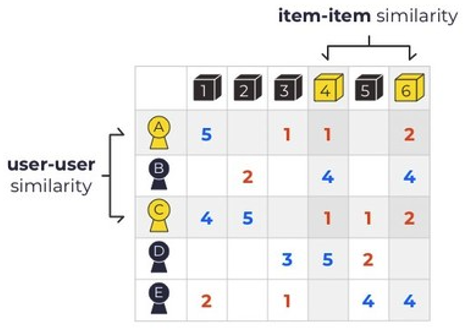 item-item similarity
1 2 3 4 5 6
A 5 1 1 2
B 2 4 4
user-user
similarity
C 4 5 1 1 2
D 3 5 2
E 2 1 4 4